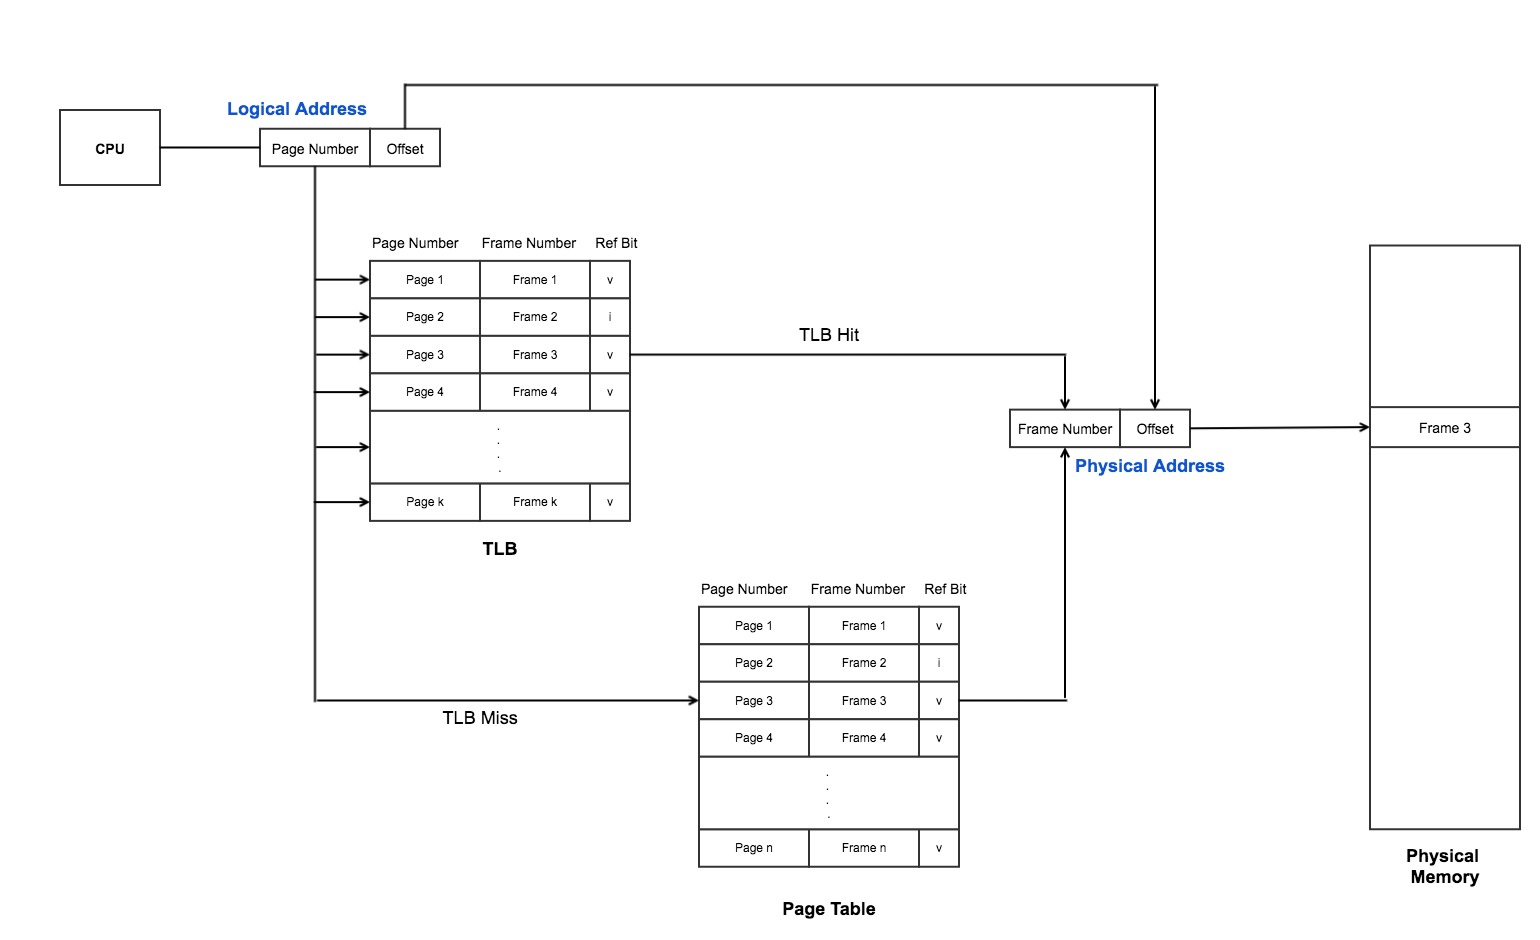 Logical Address
CPU
Page Number Offset
Page Number Frame Number Ref Bit
Page 1 Frame 1 v
Page 2 Frame 2 i
Page 3 Frame 3 v
Page 4 Frame 4 v
.
.
.
.
Page k Frame k v
TLB
TLB Hit
Frame Number Offset
Physical Address
Frame 3
TLB Miss
Page Number Frame Number Ref Bit
Page 1 Frame 1 v
Page 2 Frame 2 i
Page 3 Frame 3 v
Page 4 Frame 4 v
.
.
.
.
Page n Frame n v
Page Table
Physical
Memory